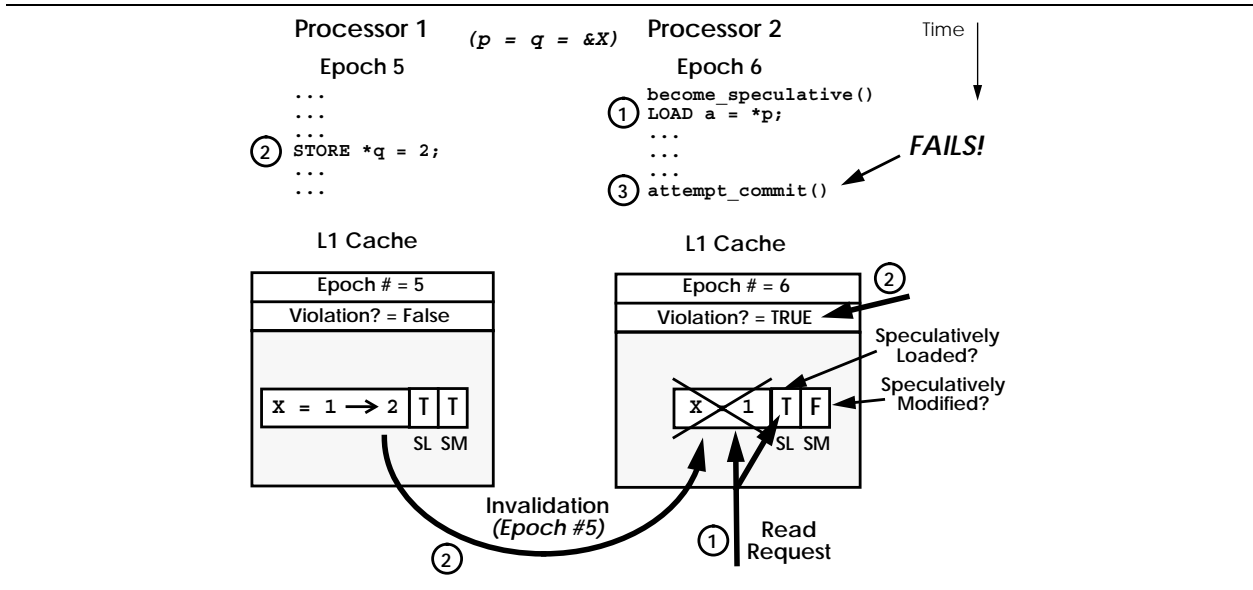 Processor 1
(p = q = &X)
Processor 2
Time
Epoch 5
Epoch 6
...
...
...
2 STORE *q = 2;
...
...
become_speculative()
1 LOAD a = *p;
...
...
...
3 attempt_commit()
FAILS!
L1 Cache
Epoch # = 5
Violation? = False
X = 1 → 2 T T
SL SM
L1 Cache
Epoch # = 6
2
Violation? = TRUE
Speculatively
Loaded?
Speculatively
Modified?
X = 1 T F
SL SM
Invalidation
(Epoch #5)
2
1 Read
Request